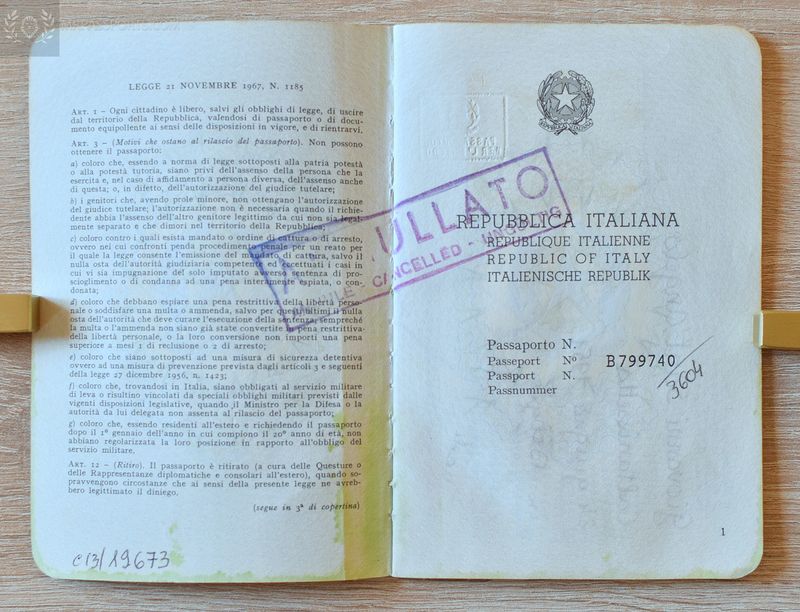 LEGGE 21 NOVEMBRE 1967, N. 1185
ART. 1 - Ogni cittadino è libero, salvi gli obblighi di legge, di uscire
dal territorio della Repubblica, valendosi di passaporto o di docu-
mento equipollente ai sensi delle disposizioni in vigore, e di rientrarvi.
ART. 3 - (Motivi che ostano al rilascio del passaporto). Non possono
ottenere il passaporto:
a) coloro che, essendo a norma di legge sottoposti alla patria potestà
o alla potestà tutoria, siano privi dell'assenso della persona che la
esercita e, nel caso di affidamento a persona diversa, dell'assenso anche
di questa; o, in difetto, dell'autorizzazione del giudice tutelare;
b) i genitori che, avendo prole minore, non ottengano l'autorizzazione
del giudice tutelare; l'autorizzazione non è necessaria quando il richie-
dente abbia l'assenso dell'altro genitore legittimo da cui non sia legal-
mente separato e che dimori nel territorio della Repubblica;
c) coloro contro i quali esista mandato o ordine di cattura o di arresto,
ovvero nei cui confronti penda procedimento penale per un reato per
il quale la legge consente l'emissione del mandato di cattura, salvo il
nulla osta dell'autorità giudiziaria competente ed eccettuati i casi in
cui vi sia impugnazione del solo imputato avverso sentenza di pro-
scioglimento o di condanna ad una pena interamente espiata, o con-
donata;
d) coloro che debbano espiare una pena restrittiva della libertà perso-
nale o soddisfare una multa o ammenda, salvo per questi ultimi il nulla
osta dell'autorità che deve curare l'esecuzione della sentenza, sempreché
la multa o l'ammenda non siano già state convertite in pena restrittiva
della libertà personale, o la loro conversione non importi una pena
superiore a mesi 1 di reclusione o 2 di arresto;
e) coloro che siano sottoposti ad una misura di sicurezza detentiva
ovvero ad una misura di prevenzione prevista dagli articoli 3 e seguenti
della legge 27 dicembre 1956, n. 1423;
f) coloro che, trovandosi in Italia, siano obbligati al servizio militare
di leva o risultino vincolati da speciali obblighi militari previsti dalle
vigenti disposizioni legislative, quando il Ministro per la Difesa o la
autorità da lui delegata non assenta al rilascio del passaporto;
g) coloro che, essendo residenti all'estero e richiedendo il passaporto
dopo il 1º gennaio dell'anno in cui compiono il 20º anno di età, non
abbiano regolarizzata la loro posizione in rapporto all'obbligo del
servizio militare.
ART. 12 - (Ritiro). Il passaporto è ritirato (a cura delle Questure o
delle Rappresentanze diplomatiche e consolari all'estero), quando so-
pravvengono circostanze che ai sensi della presente legge ne avreb-
bero legittimato il diniego.
(segue in 3ª di copertina)
c13/19673
CANCELLED
REPUBBLICA ITALIANA
REPUBLIQUE ITALIENNE
REPUBLIC OF ITALY
ITALIENISCHE REPUBLIK
Passaporto N.
Passeport Nº
Passport N.
Passnummer
B799740
3604
1